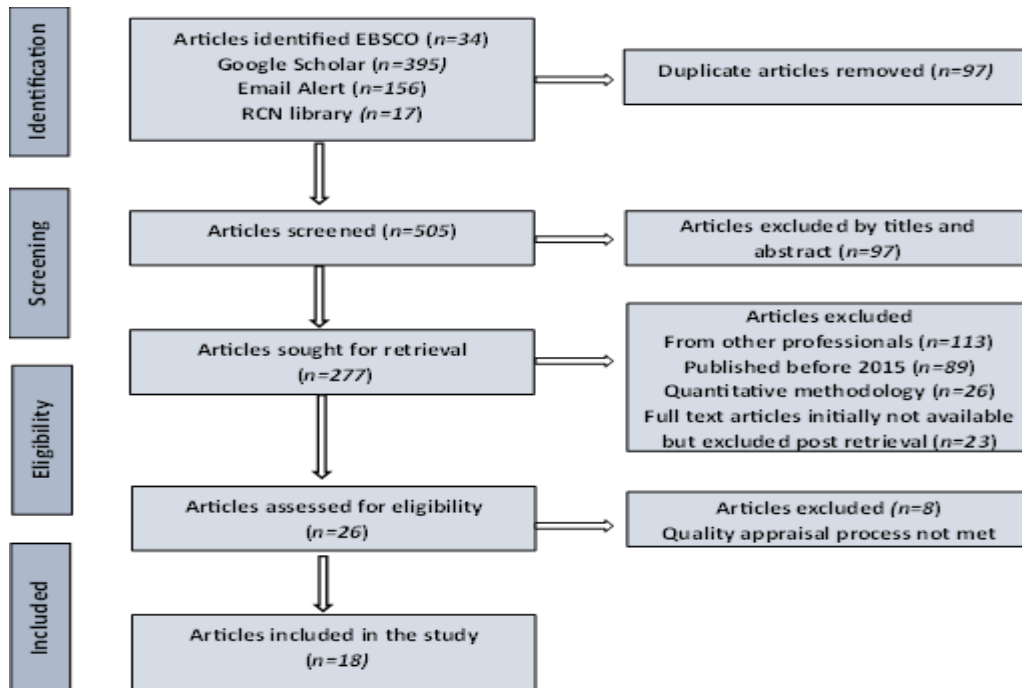 Identification
Articles identified EBSCO (n=34)
Google Scholar (n=395)
Email Alert (n=156)
RCN library (n=17)
Duplicate articles removed (n=97)
Screening
Articles screened (n=505)
Articles excluded by titles and
abstract (n=97)
Articles sought for retrieval
(n=277)
Articles excluded
From other professionals (n=113)
Published before 2015 (n=89)
Quantitative methodology (n=26)
Full text articles initially not available
but excluded post retrieval (n=23)
Eligibility
Articles assessed for eligibility
(n=26)
Articles excluded (n=8)
Quality appraisal process not met
Included
Articles included in the study
(n=18)